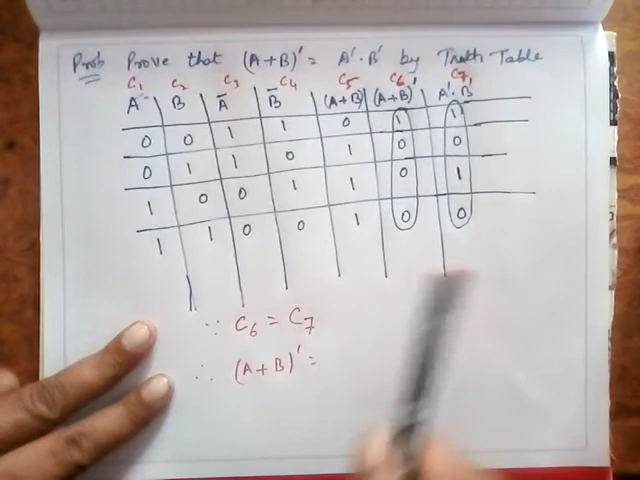 Prob Prove that (A+B)' = A'·B' by Truth Table
C1 C2 C3 C4 C5 C6 C7
A B Ā B̄ (A+B) (A+B)' A'·B'
0 0 1 1 0 1 1
0 1 1 0 1 0 0
1 0 0 1 1 0 1
1 1 0 0 1 0 0
∵ C6 = C7
∴ (A+B)' =